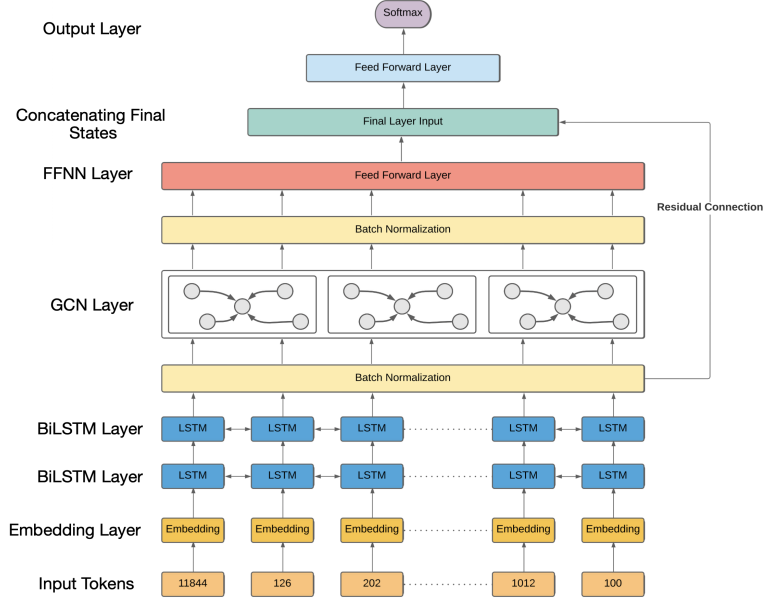 Softmax
Output Layer
Feed Forward Layer
Concatenating Final
States
Final Layer Input
FFNN Layer
Feed Forward Layer
Residual Connection
Batch Normalization
GCN Layer
Batch Normalization
BiLSTM Layer
LSTM LSTM LSTM LSTM LSTM
BiLSTM Layer
LSTM LSTM LSTM LSTM LSTM
Embedding Layer
Embedding Embedding Embedding Embedding Embedding
Input Tokens
11844 126 202 1012 100